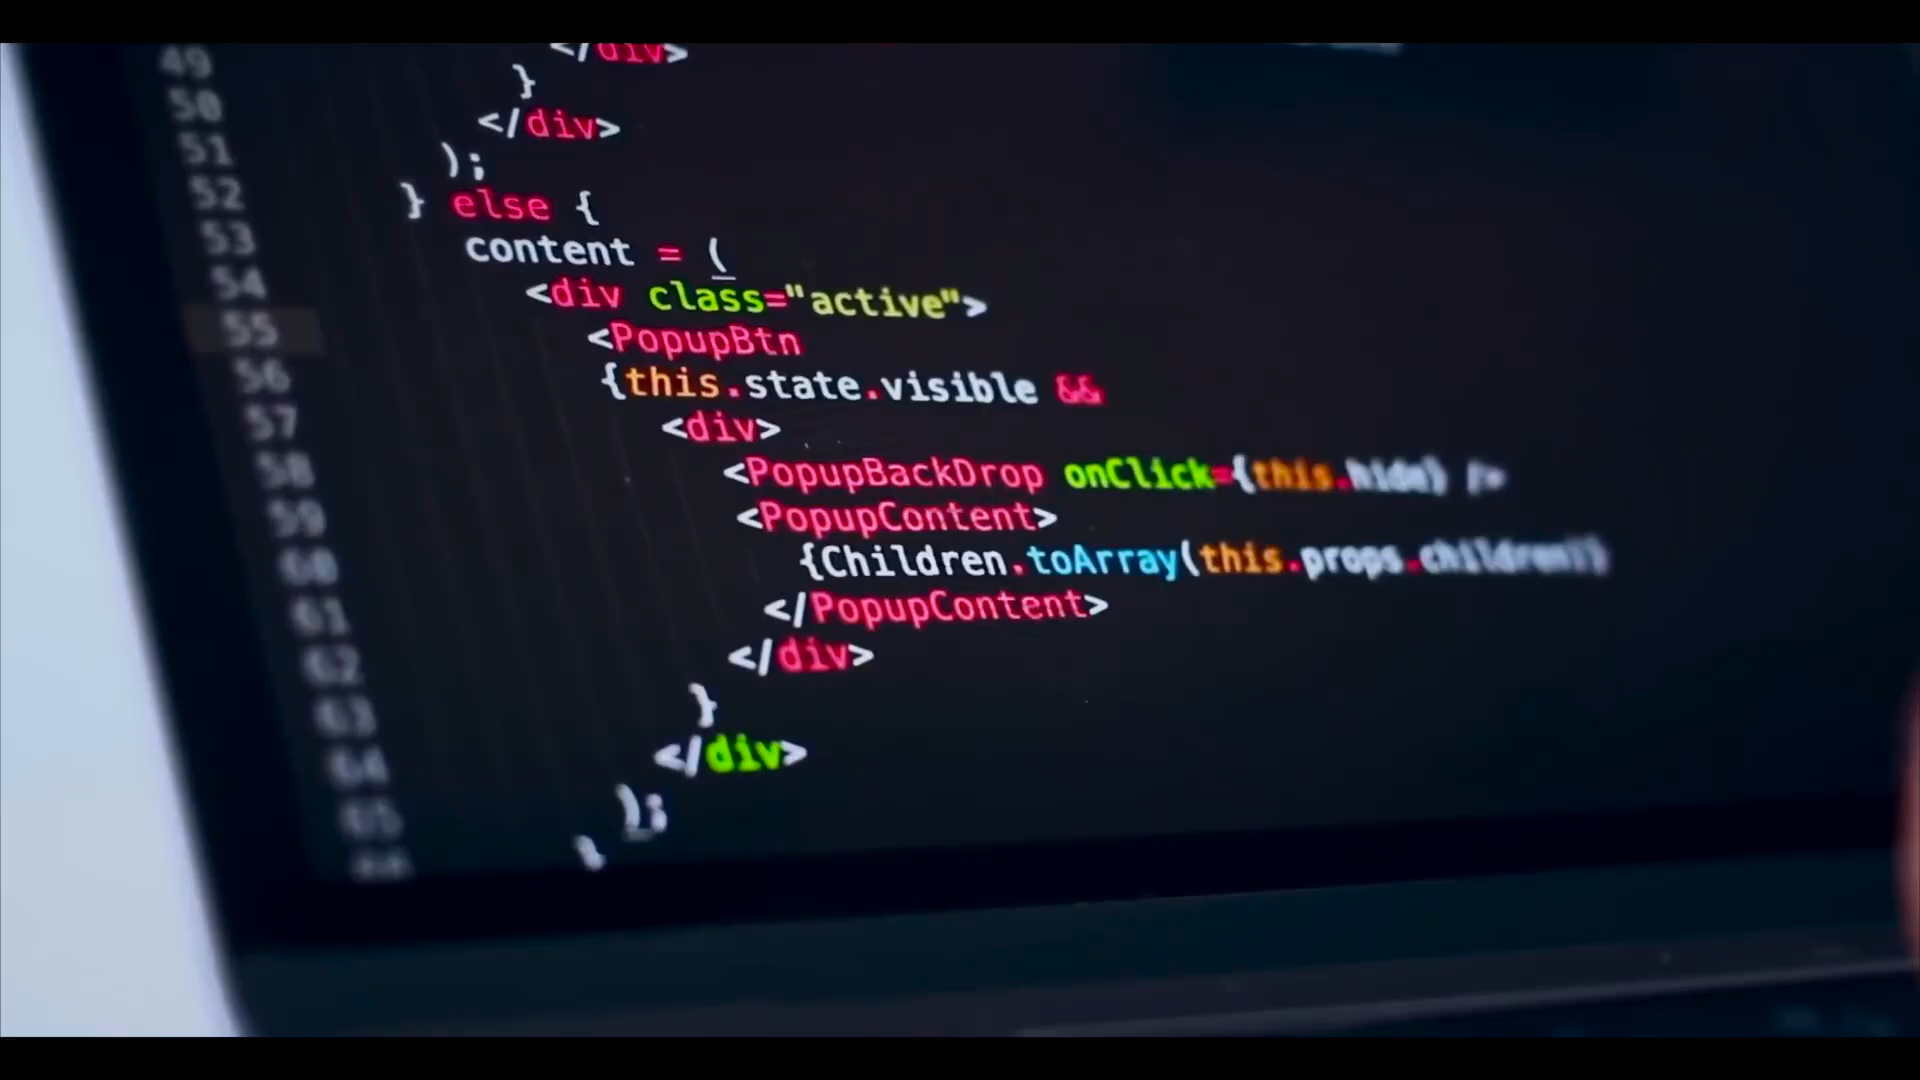 49 </div>
50 }
51 </div>
52 );
53 } else {
54 content = (
55 <div class="active">
56 <PopupBtn
57 {this.state.visible &&
58 <div>
59 <PopupBackDrop onClick={this.hide} />
60 <PopupContent>
61 {Children.toArray(this.props.children)}
62 </PopupContent>
63 </div>
64 }
65 </div>
);
}